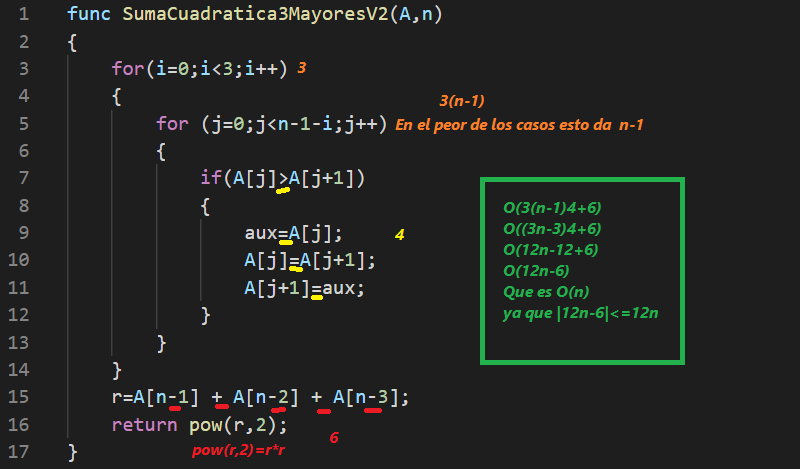 1 func SumaCuadratica3MayoresV2(A,n)
2 {
3 for(i=0;i<3;i++) 3
4 {
3(n-1)
5 for (j=0;j<n-1-i;j++) En el peor de los casos esto da n-1
6 {
7 if(A[j]>A[j+1])
8 {
9 aux=A[j]; 4
10 A[j]=A[j+1];
11 A[j+1]=aux;
12 }
13 }
14 }
15 r=A[n-1] + A[n-2] + A[n-3];
16 return pow(r,2); 6
17 }
pow(r,2)=r*r
O(3(n-1)4+6)
O((3n-3)4+6)
O(12n-12+6)
O(12n-6)
Que es O(n)
ya que |12n-6|<=12n